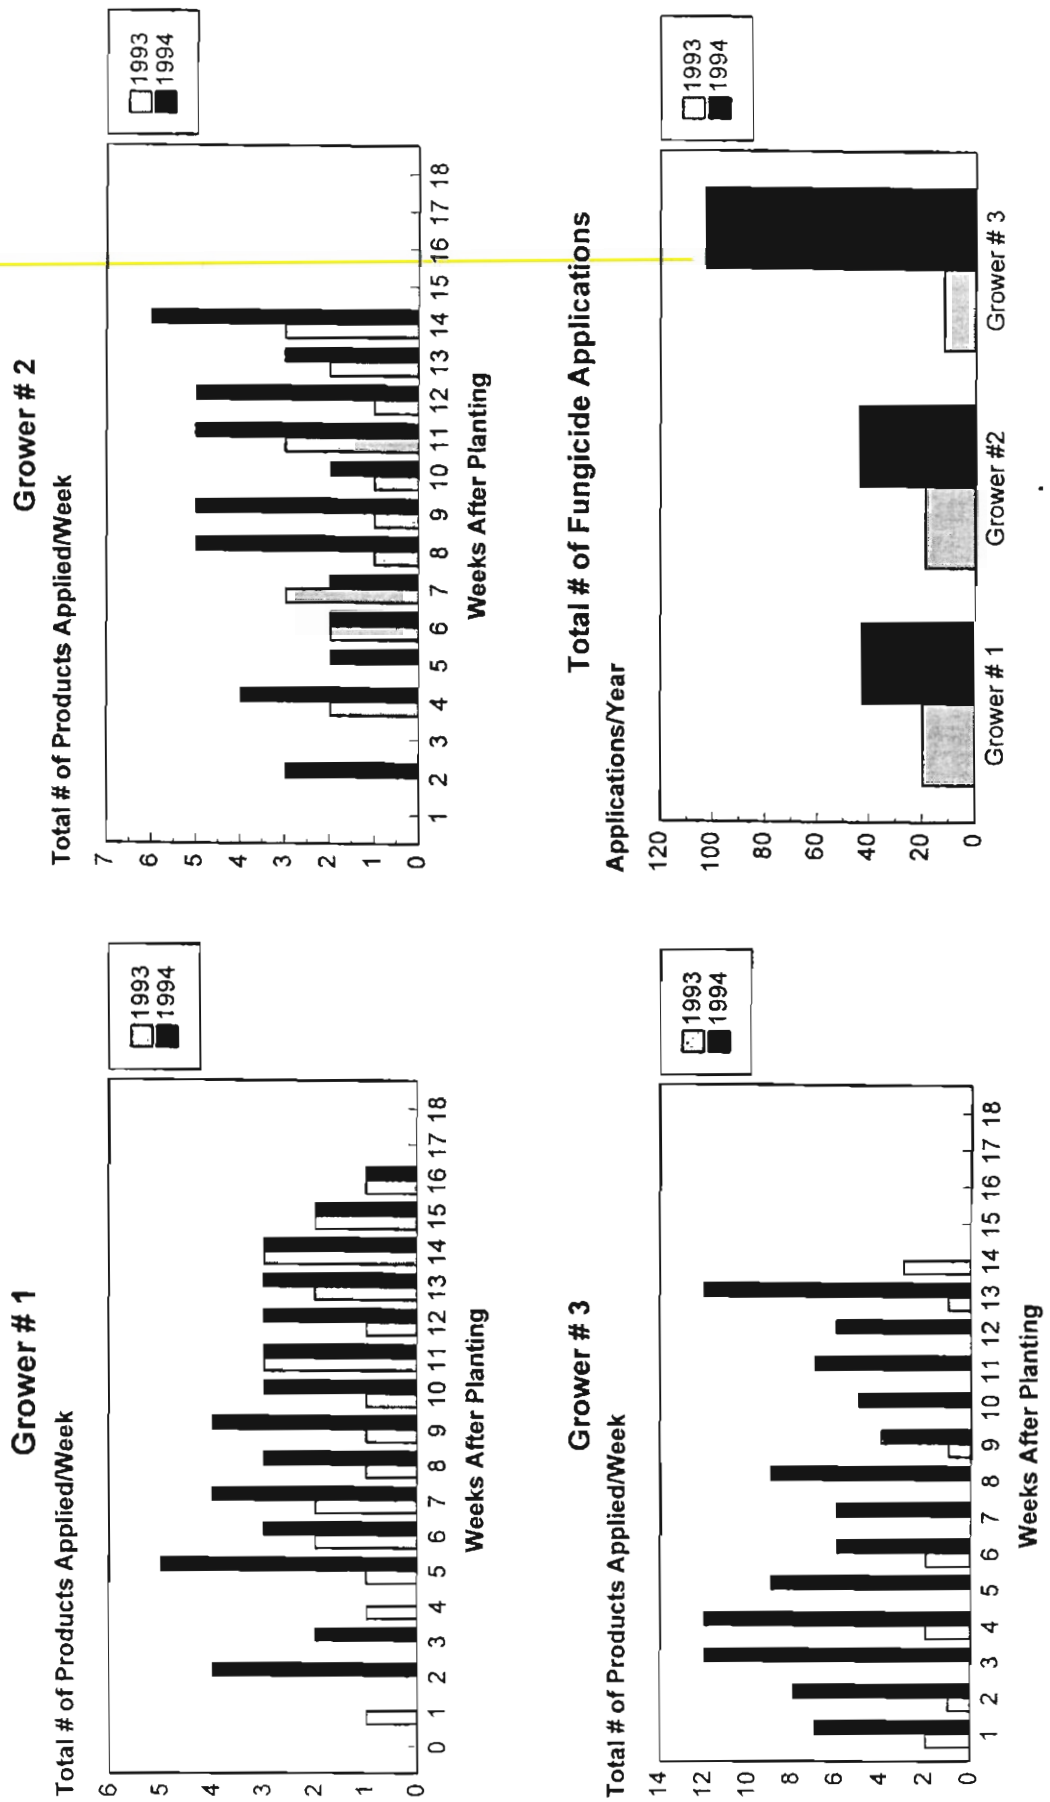 Grower # 1
Total # of Products Applied/Week
6
5
4
3
2
1
0
0 1 2 3 4 5 6 7 8 9 10 11 12 13 14 15 16 17 18
Weeks After Planting
1993
1994
Grower # 2
Total # of Products Applied/Week
7
6
5
4
3
2
1
0
1 2 3 4 5 6 7 8 9 10 11 12 13 14 15 16 17 18
Weeks After Planting
1993
1994
Grower # 3
Total # of Products Applied/Week
14
12
10
8
6
4
2
0
1 2 3 4 5 6 7 8 9 10 11 12 13 14 15 16 17 18
Weeks After Planting
1993
1994
Total # of Fungicide Applications
Applications/Year
120
100
80
60
40
20
0
Grower # 1 Grower #2 Grower # 3
1993
1994